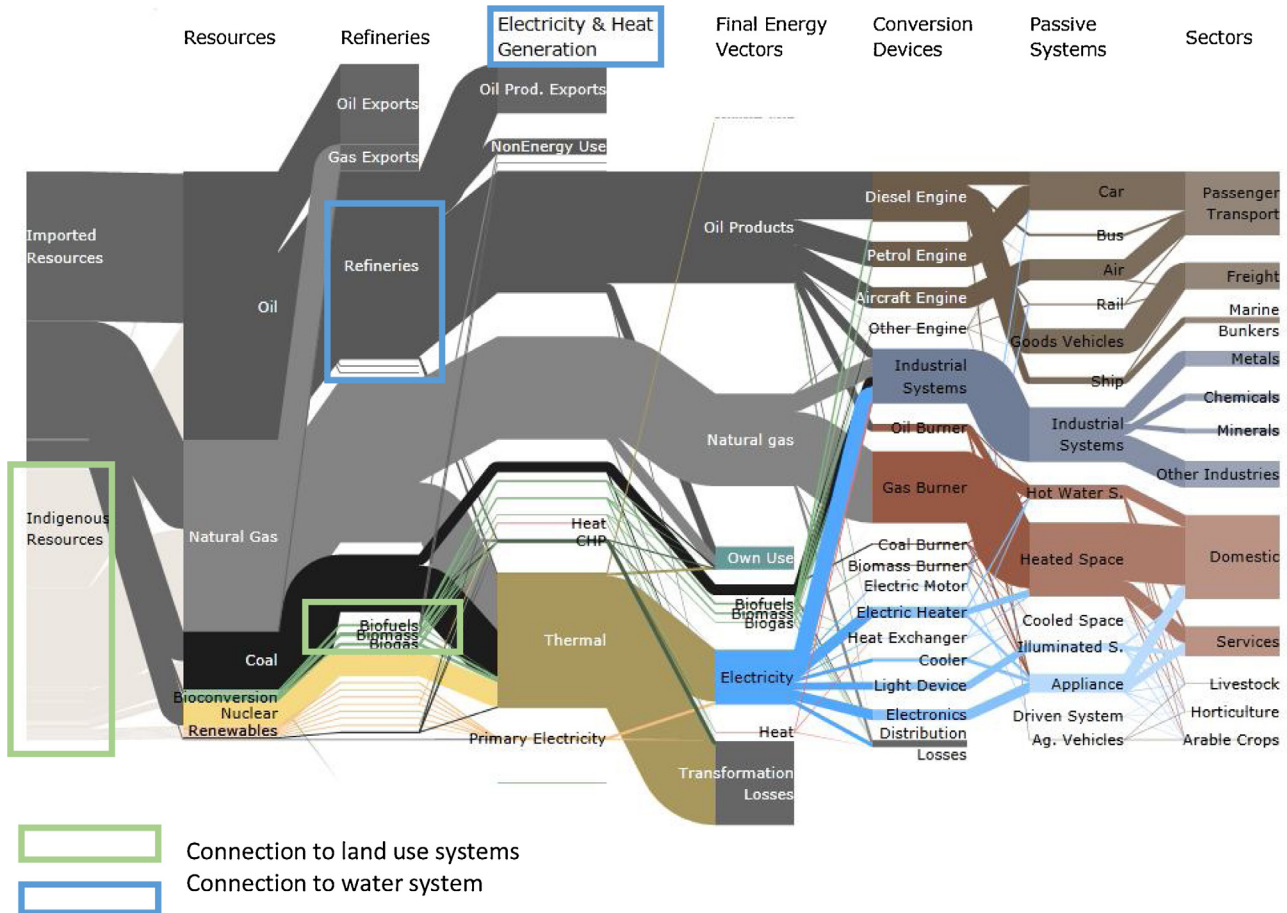 Resources
Refineries
Electricity & Heat
Generation
Final Energy
Vectors
Conversion
Devices
Passive
Systems
Sectors
Imported
Resources
Indigenous
Resources
Oil
Natural Gas
Coal
Bioconversion
Nuclear
Renewables
Oil Exports
Gas Exports
Refineries
Biofuels
Biomass
Biogas
Oil Prod. Exports
NonEnergy Use
Heat
CHP
Thermal
Primary Electricity
Oil Products
Natural gas
Own Use
Biofuels
Biomass
Biogas
Electricity
Heat
Transformation
Losses
Diesel Engine
Petrol Engine
Aircraft Engine
Other Engine
Industrial
Systems
Oil Burner
Gas Burner
Coal Burner
Biomass Burner
Electric Motor
Electric Heater
Heat Exchanger
Cooler
Light Device
Electronics
Distribution
Losses
Car
Bus
Air
Rail
Goods Vehicles
Ship
Industrial
Systems
Hot Water S.
Heated Space
Cooled Space
Illuminated S.
Appliance
Driven System
Ag. Vehicles
Passenger
Transport
Freight
Marine
Bunkers
Metals
Chemicals
Minerals
Other Industries
Domestic
Services
Livestock
Horticulture
Arable Crops
Connection to land use systems
Connection to water system